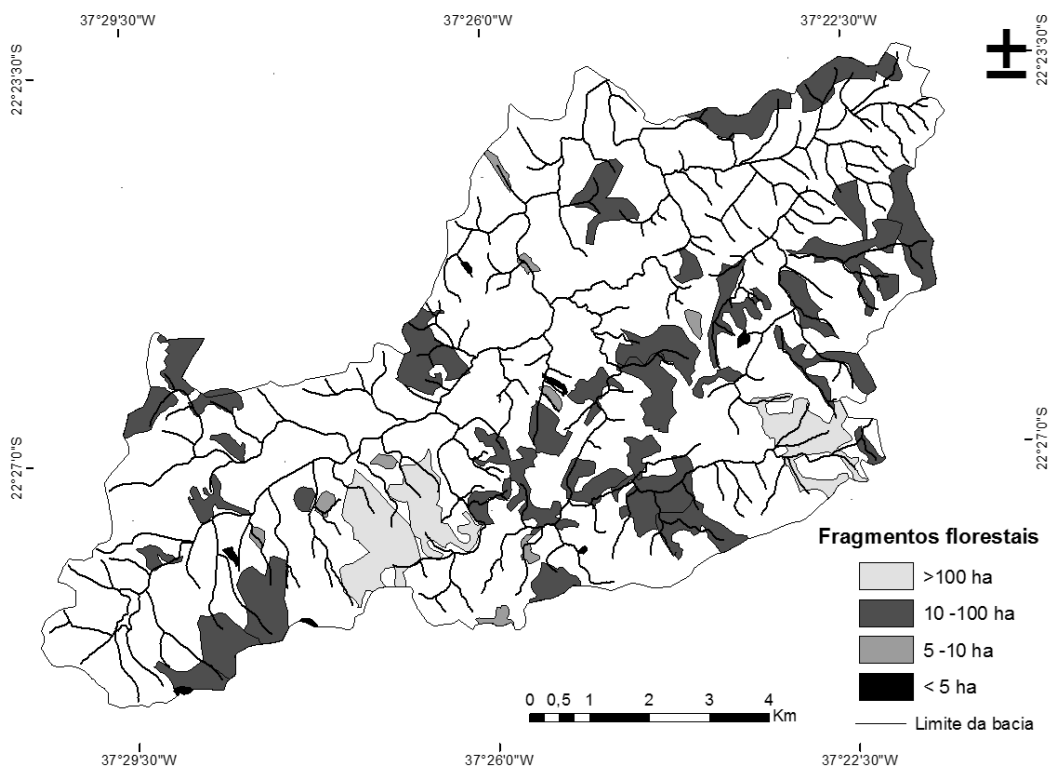 37°29'30"W 37°26'0"W 37°22'30"W
22°23'30"S 22°23'30"S
22°27'0"S 22°27'0"S
Fragmentos florestais
>100 ha
10 -100 ha
5 -10 ha
< 5 ha
Limite da bacia
0 0,5 1 2 3 4
Km
37°29'30"W 37°26'0"W 37°22'30"W